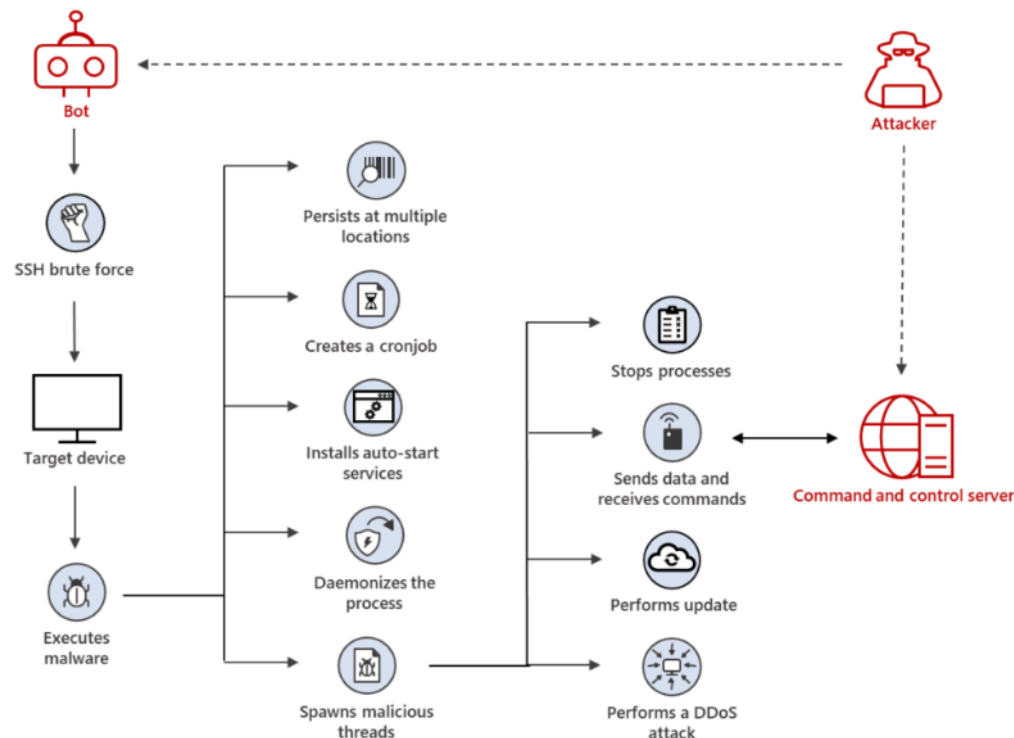 Bot
Attacker
SSH brute force
Target device
Executes
malware
Persists at multiple
locations
Creates a cronjob
Installs auto-start
services
Daemonizes the
process
Spawns malicious
threads
Stops processes
Sends data and
receives commands
Performs update
Performs a DDoS
attack
Command and control server